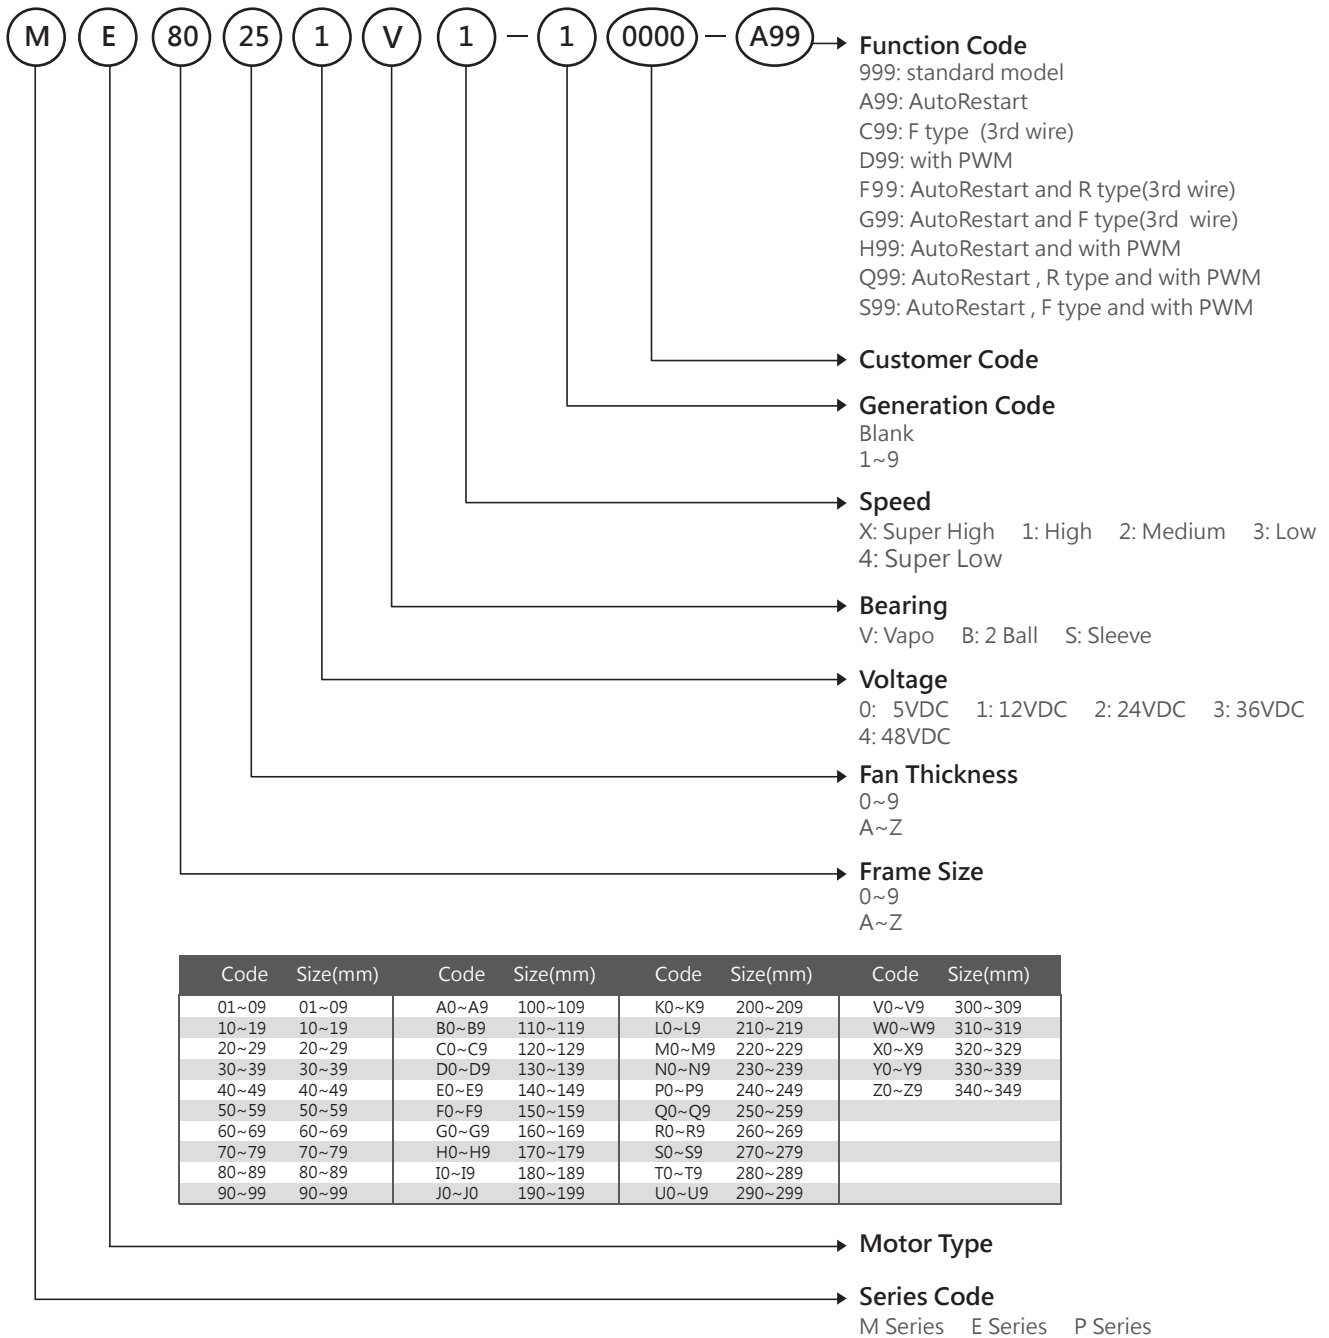 M E 80 25 1 V 1 — 1 0000 — A99
Function Code
999: standard model
A99: AutoRestart
C99: F type (3rd wire)
D99: with PWM
F99: AutoRestart and R type(3rd wire)
G99: AutoRestart and F type(3rd wire)
H99: AutoRestart and with PWM
Q99: AutoRestart , R type and with PWM
S99: AutoRestart , F type and with PWM
Customer Code
Generation Code
Blank
1~9
Speed
X: Super High 1: High 2: Medium 3: Low
4: Super Low
Bearing
V: Vapo B: 2 Ball S: Sleeve
Voltage
0: 5VDC 1: 12VDC 2: 24VDC 3: 36VDC
4: 48VDC
Fan Thickness
0~9
A~Z
Frame Size
0~9
A~Z
Code Size(mm) Code Size(mm) Code Size(mm) Code Size(mm)
01~09 01~09 A0~A9 100~109 K0~K9 200~209 V0~V9 300~309
10~19 10~19 B0~B9 110~119 L0~L9 210~219 W0~W9 310~319
20~29 20~29 C0~C9 120~129 M0~M9 220~229 X0~X9 320~329
30~39 30~39 D0~D9 130~139 N0~N9 230~239 Y0~Y9 330~339
40~49 40~49 E0~E9 140~149 P0~P9 240~249 Z0~Z9 340~349
50~59 50~59 F0~F9 150~159 Q0~Q9 250~259
60~69 60~69 G0~G9 160~169 R0~R9 260~269
70~79 70~79 H0~H9 170~179 S0~S9 270~279
80~89 80~89 I0~I9 180~189 T0~T9 280~289
90~99 90~99 J0~J0 190~199 U0~U9 290~299
Motor Type
Series Code
M Series E Series P Series